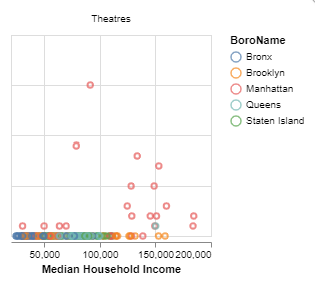 Theatres
BoroName
Bronx
Brooklyn
Manhattan
Queens
Staten Island
50,000 100,000 150,000 200,000
Median Household Income